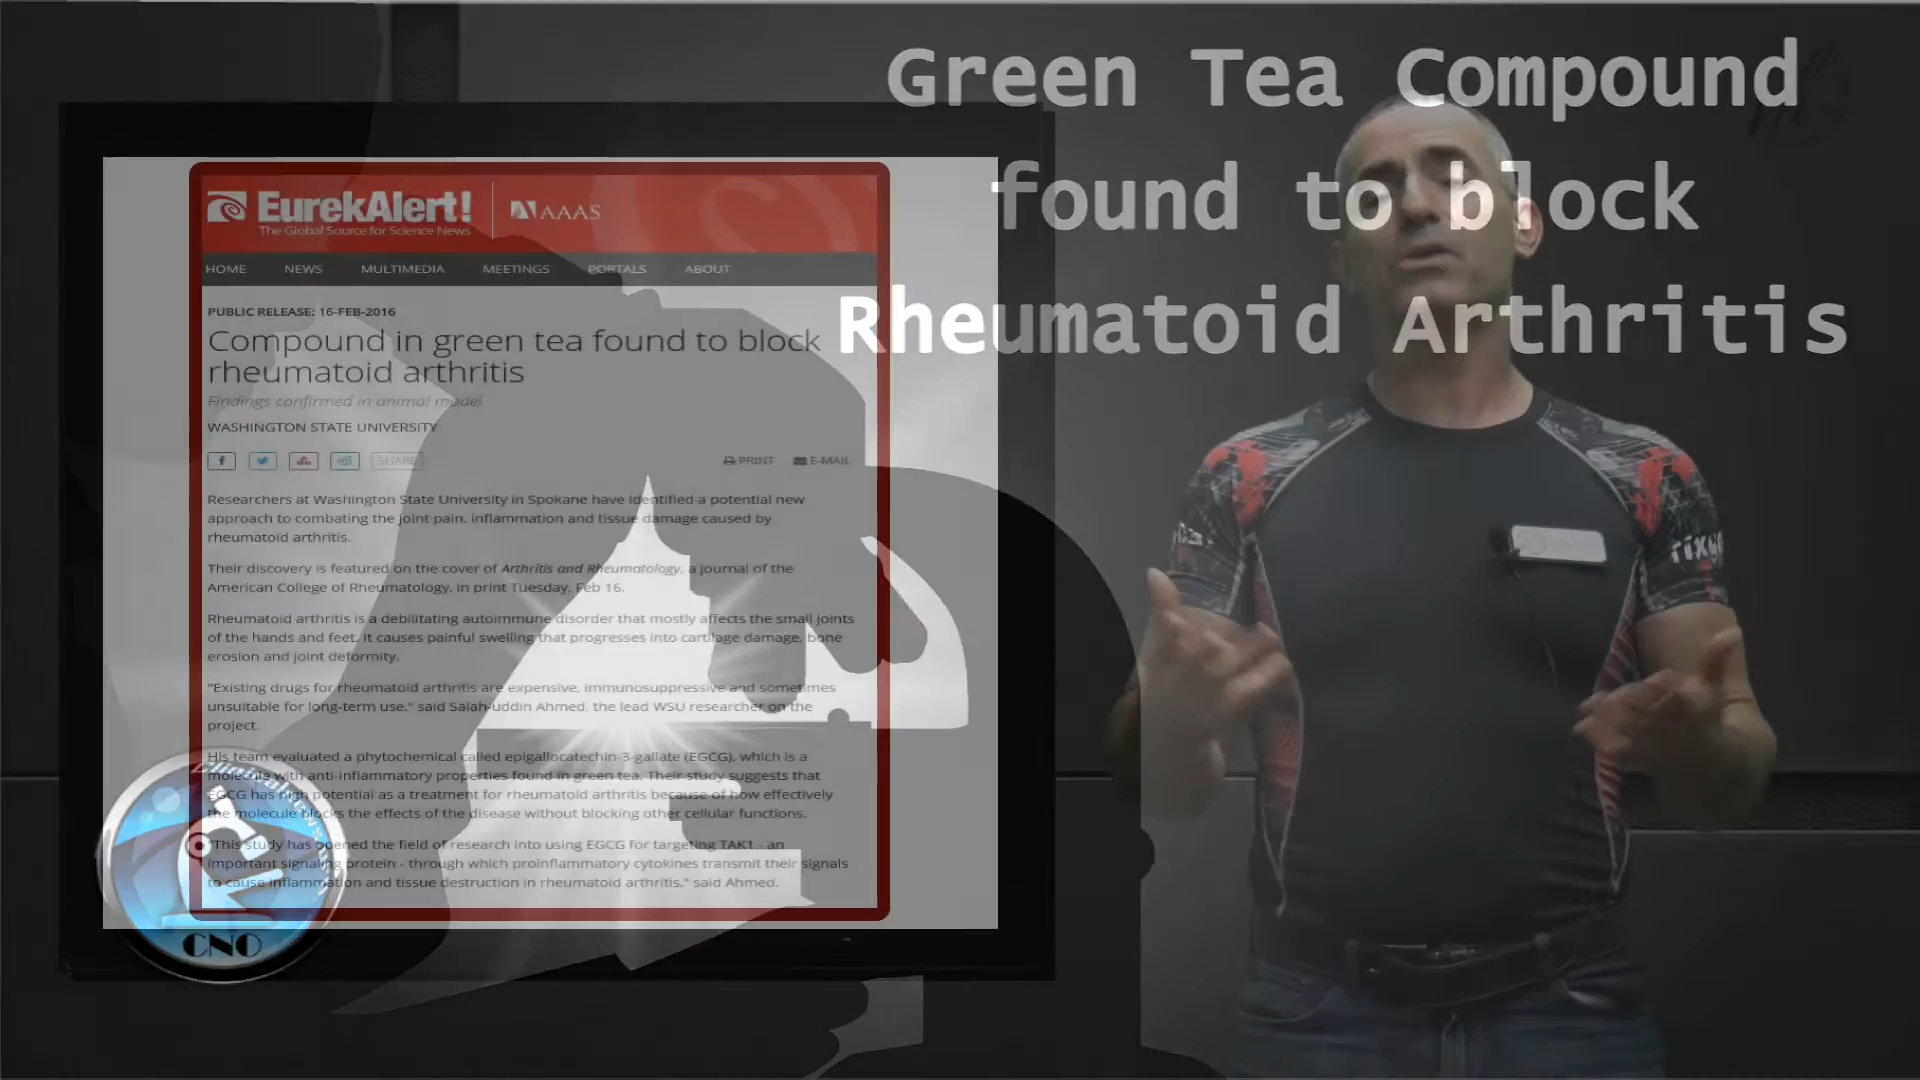 Green Tea Compound
found to block
Rheumatoid Arthritis
EurekAlert!
The Global Source for Science News
AAAS
HOME NEWS MULTIMEDIA MEETINGS PORTALS ABOUT
PUBLIC RELEASE: 16-FEB-2016
Compound in green tea found to block
rheumatoid arthritis
Findings confirmed in animal model
WASHINGTON STATE UNIVERSITY
SHARE PRINT E-MAIL
Researchers at Washington State University in Spokane have identified a potential new
approach to combating the joint pain, inflammation and tissue damage caused by
rheumatoid arthritis.
Their discovery is featured on the cover of Arthritis and Rheumatology, a journal of the
American College of Rheumatology, in print Tuesday, Feb 16.
Rheumatoid arthritis is a debilitating autoimmune disorder that mostly affects the small joints
of the hands and feet. It causes painful swelling that progresses into cartilage damage, bone
erosion and joint deformity.
"Existing drugs for rheumatoid arthritis are expensive, immunosuppressive and sometimes
unsuitable for long-term use," said Salah-uddin Ahmed, the lead WSU researcher on the
project.
His team evaluated a phytochemical called epigallocatechin-3-gallate (EGCG), which is a
molecule with anti-inflammatory properties found in green tea. Their study suggests that
EGCG has high potential as a treatment for rheumatoid arthritis because of how effectively
the molecule blocks the effects of the disease without blocking other cellular functions.
"This study has opened the field of research into using EGCG for targeting TAK1 - an
important signaling protein - through which proinflammatory cytokines transmit their signals
to cause inflammation and tissue destruction in rheumatoid arthritis," said Ahmed.
CNO